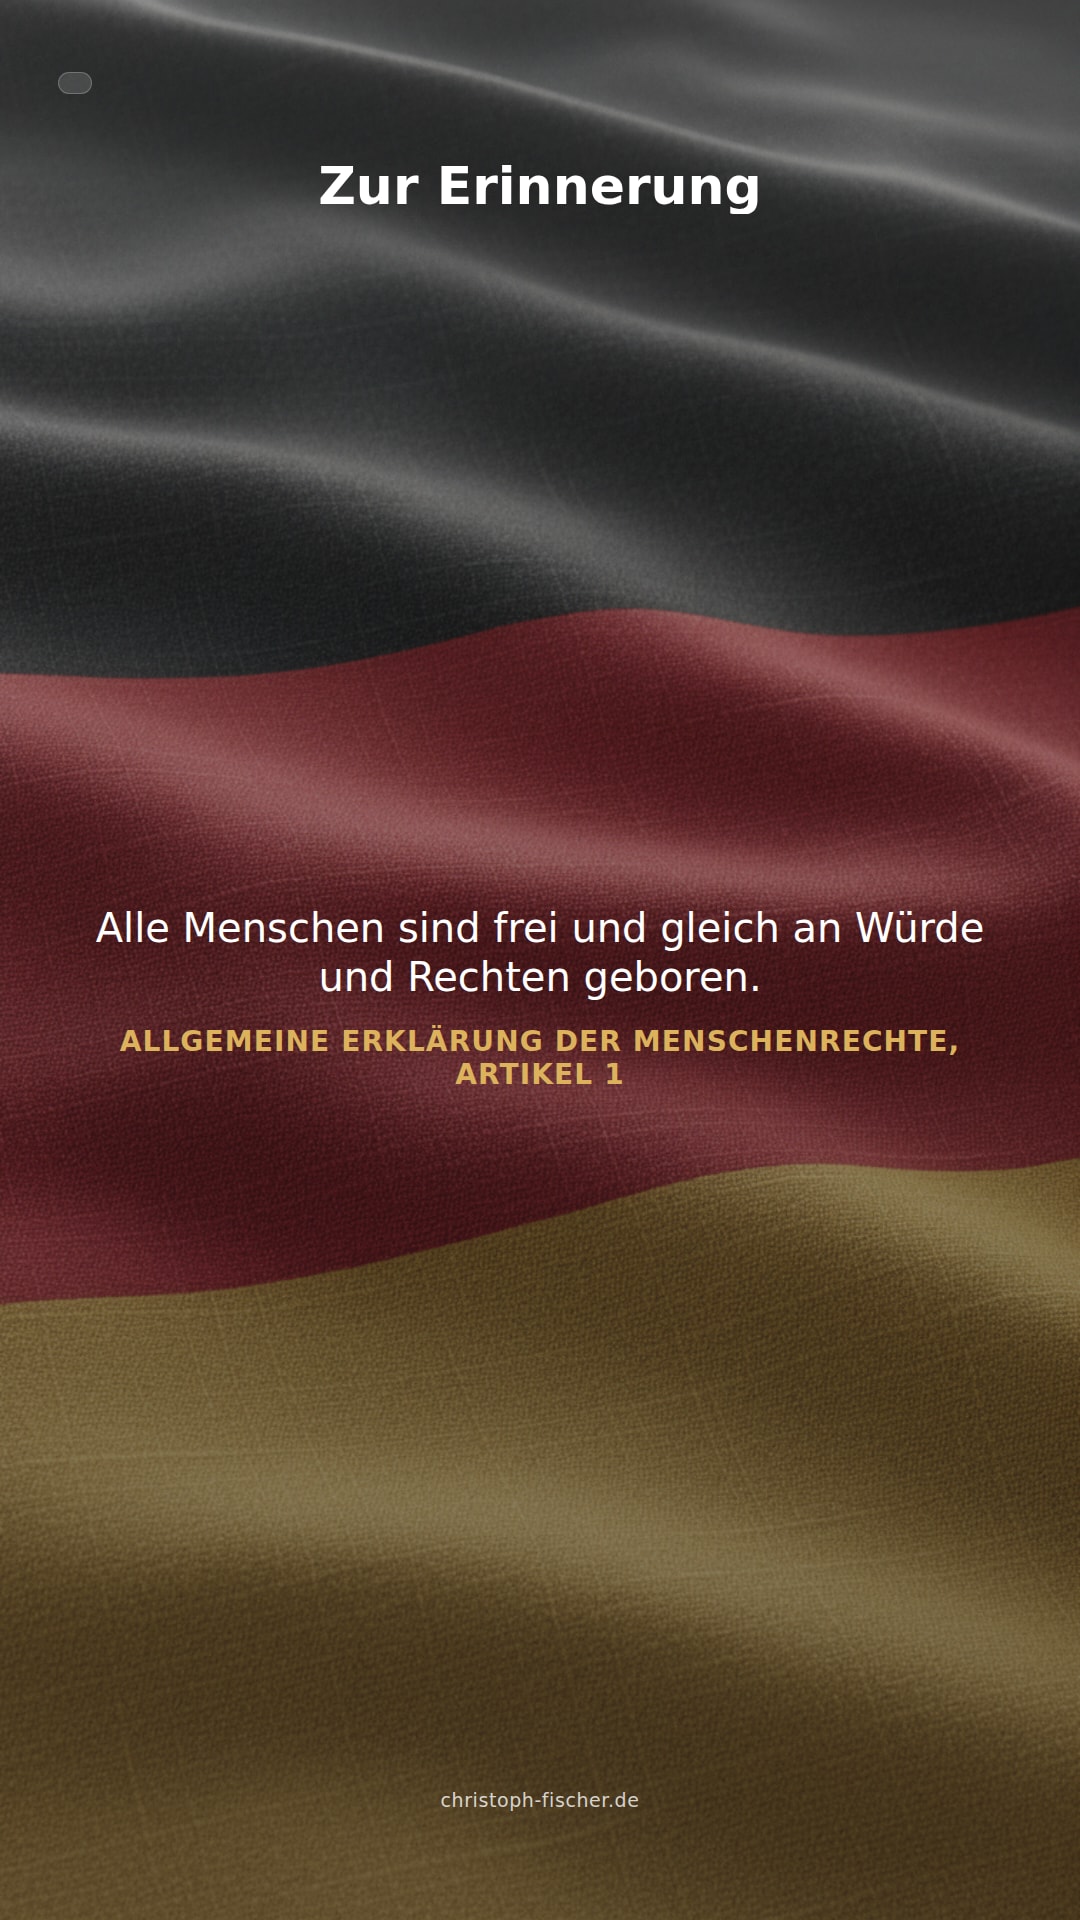 Zur Erinnerung
Alle Menschen sind frei und gleich an Würde
und Rechten geboren.
ALLGEMEINE ERKLÄRUNG DER MENSCHENRECHTE,
ARTIKEL 1
christoph-fischer.de